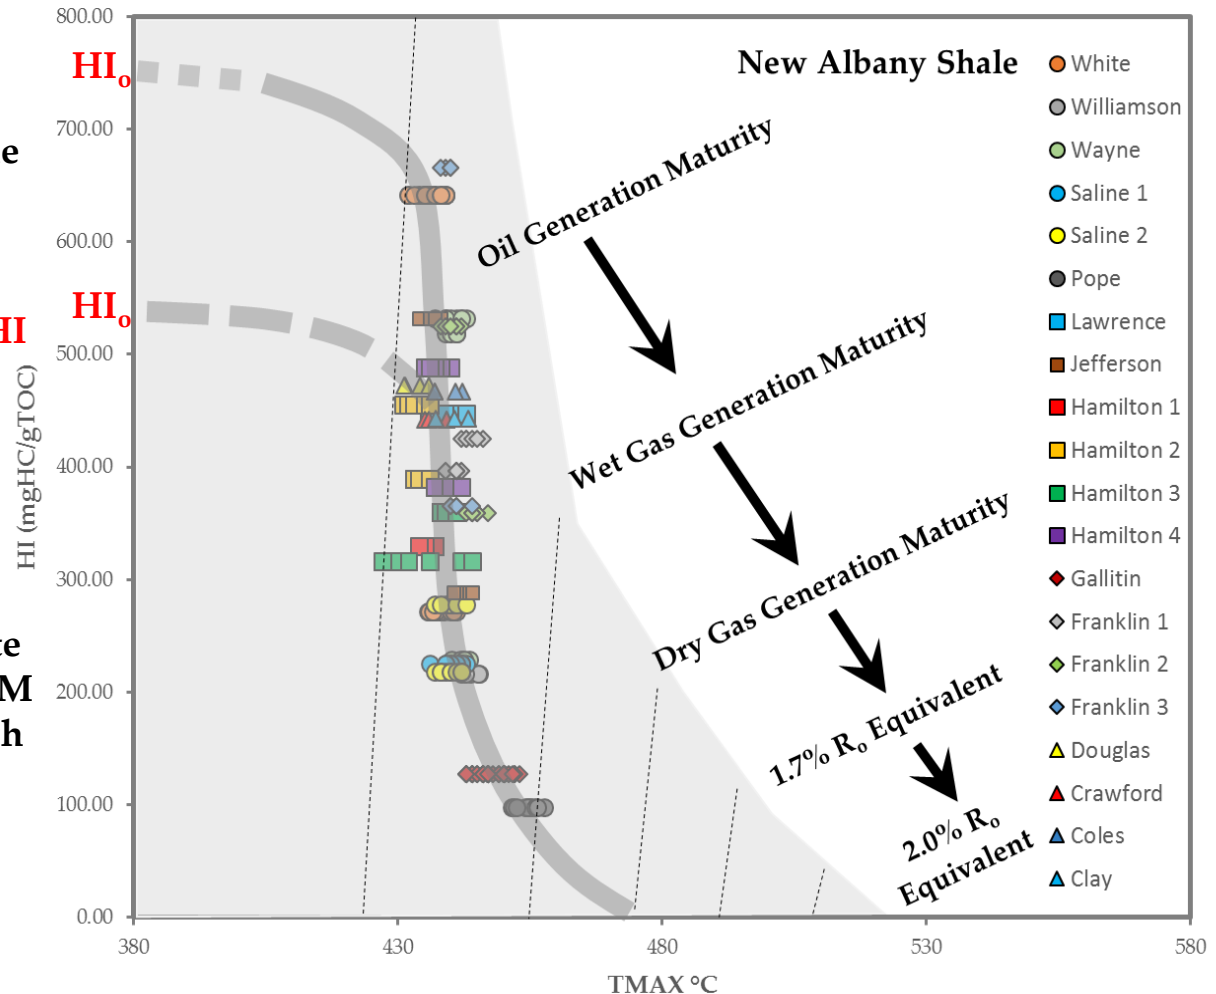 800.00
HIₒ
700.00
e
600.00
HIₒ
HI
500.00
400.00
300.00
te
M
200.00
h
100.00
0.00
HI (mgHC/gTOC)
380
430
480
530
580
TMAX °C
New Albany Shale
Oil Generation Maturity
Wet Gas Generation Maturity
Dry Gas Generation Maturity
1.7% Rₒ Equivalent
2.0% Rₒ
Equivalent
White
Williamson
Wayne
Saline 1
Saline 2
Pope
Lawrence
Jefferson
Hamilton 1
Hamilton 2
Hamilton 3
Hamilton 4
Gallitin
Franklin 1
Franklin 2
Franklin 3
Douglas
Crawford
Coles
Clay